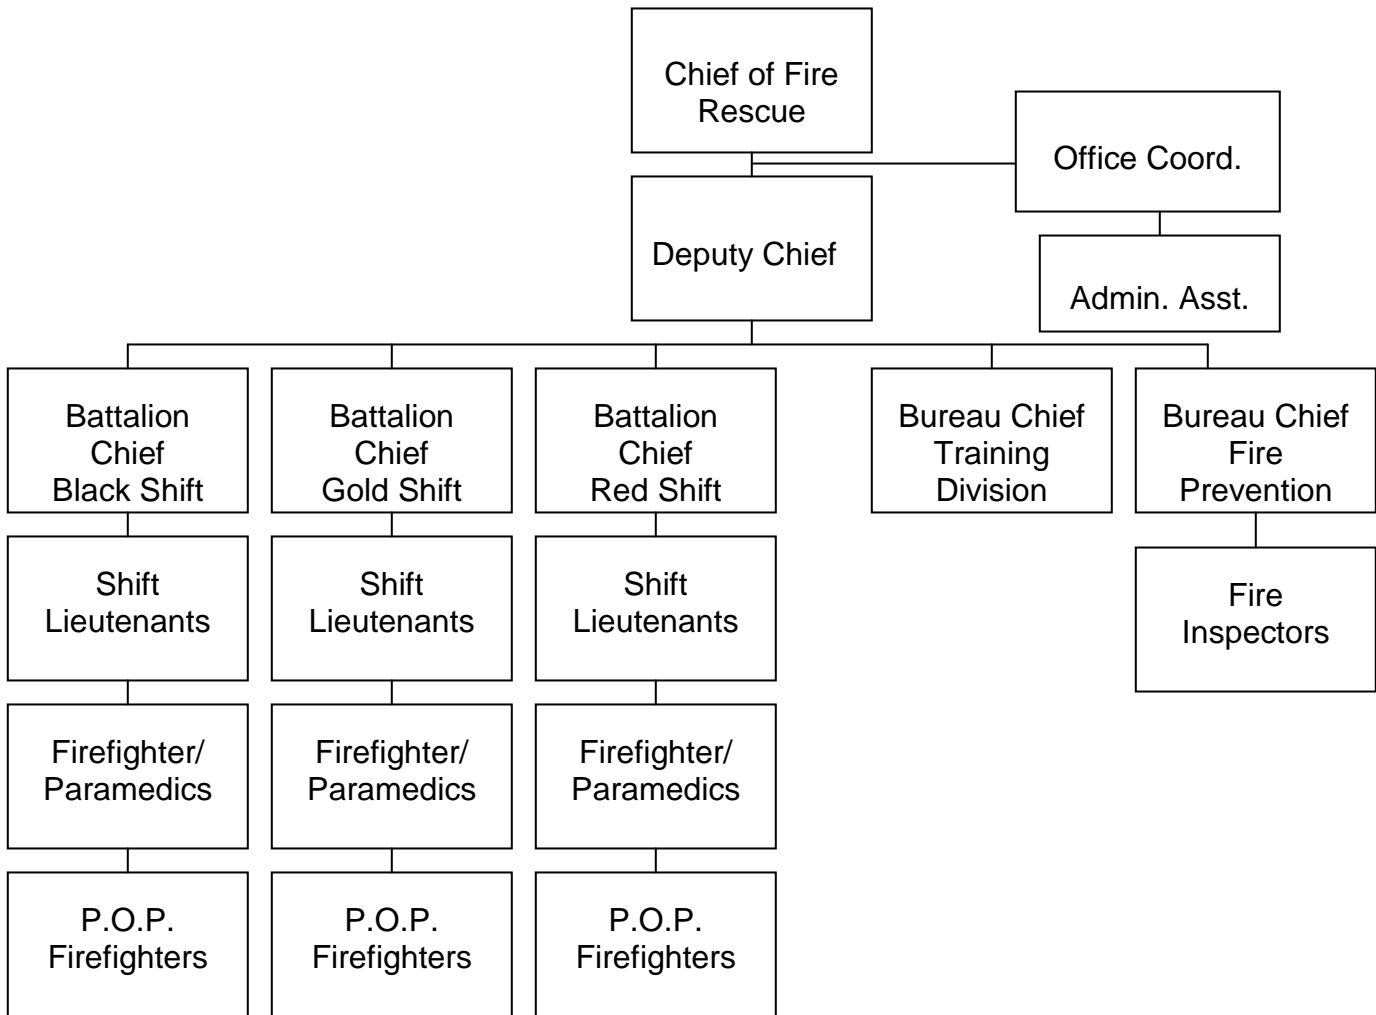 Chief of Fire
Rescue
Office Coord.
Deputy Chief
Admin. Asst.
Battalion
Chief
Black Shift
Battalion
Chief
Gold Shift
Battalion
Chief
Red Shift
Bureau Chief
Training
Division
Bureau Chief
Fire
Prevention
Shift
Lieutenants
Shift
Lieutenants
Shift
Lieutenants
Fire
Inspectors
Firefighter/
Paramedics
Firefighter/
Paramedics
Firefighter/
Paramedics
P.O.P.
Firefighters
P.O.P.
Firefighters
P.O.P.
Firefighters